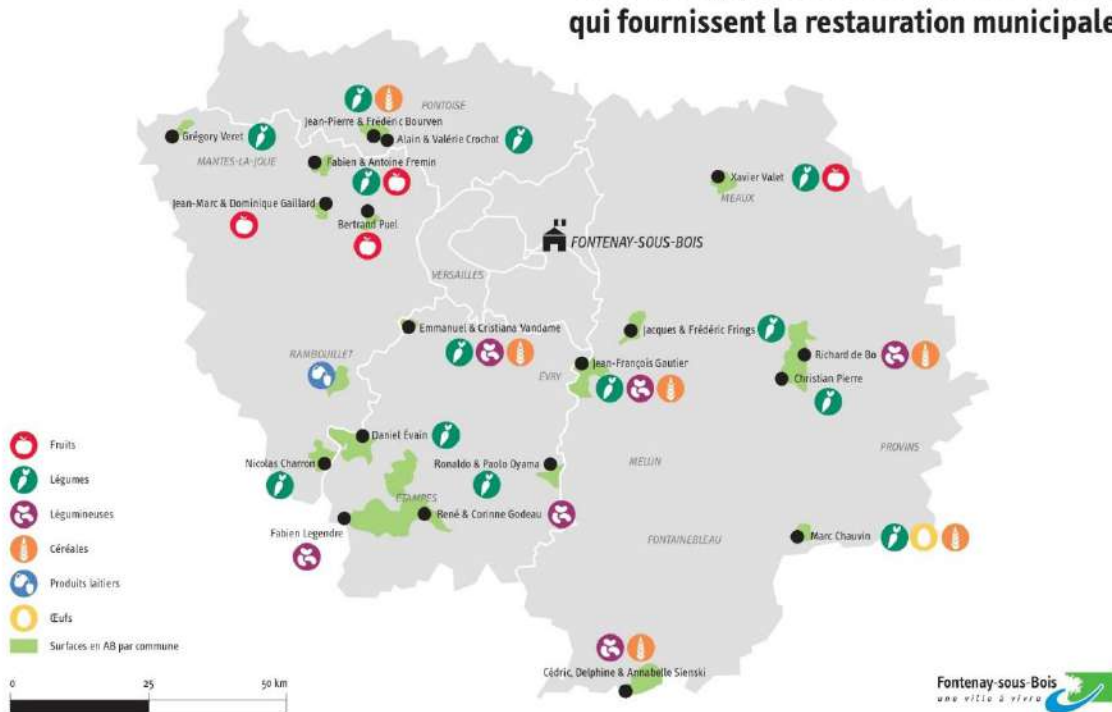 qui fournissent la restauration municipale
PONTOISE
Jean-Pierre & Frédéric Bourven
Grégory Veret
Alain & Valérie Crochot
MANTES-LA-JOLIE
Fabien & Antoine Fremin
Xavier Valet
MEAUX
Jean-Marc & Dominique Gaillard
Bertrand Puel
FONTENAY-SOUS-BOIS
VERSAILLES
Emmanuel & Cristiana Vandame
Jacques & Frédéric Frings
RAMBOUILLET
Jean-François Gautier
Richard de Bo
ÉVRY
Christian Pierre
Daniel Évain
PROVINS
Nicolas Charron
Ronaldo & Paolo Oyama
MELUN
ETAMPES
René & Corinne Godeau
Fabien Legendre
FONTAINEBLEAU
Marc Chauvin
Cédric, Delphine & Annabelle Sienski
Fruits
Légumes
Légumineuses
Céréales
Produits laitiers
Œufs
Surfaces en AB par commune
0 25 50 km
Fontenay-sous-Bois
une ville à vivre